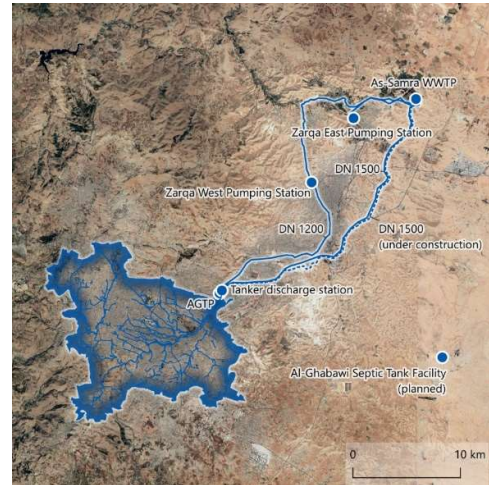 As-Samra WWTP
Zarqa East Pumping Station
DN 1500
Zarqa West Pumping Station
DN 1200
DN 1500
(under construction)
Tanker discharge station
AGTP
Al-Ghabawi Septic Tank Facility
(planned)
0
10 km